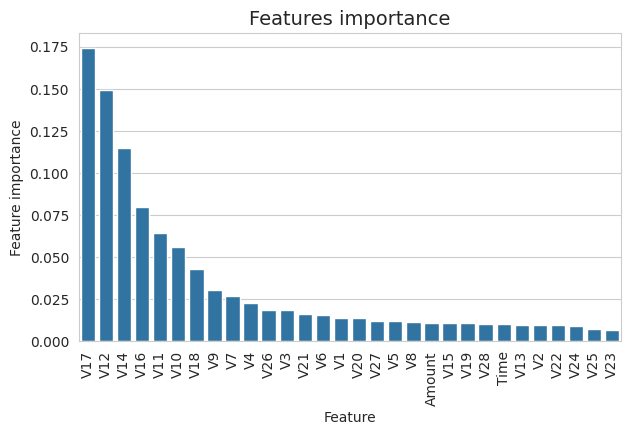 Features importance
Feature importance
0.175
0.150
0.125
0.100
0.075
0.050
0.025
0.000
V17
V12
V14
V16
V11
V10
V18
V9
V7
V4
V26
V3
V21
V6
V1
V20
V27
V5
V8
Amount
V15
V19
V28
Time
V13
V2
V22
V24
V25
V23
Feature